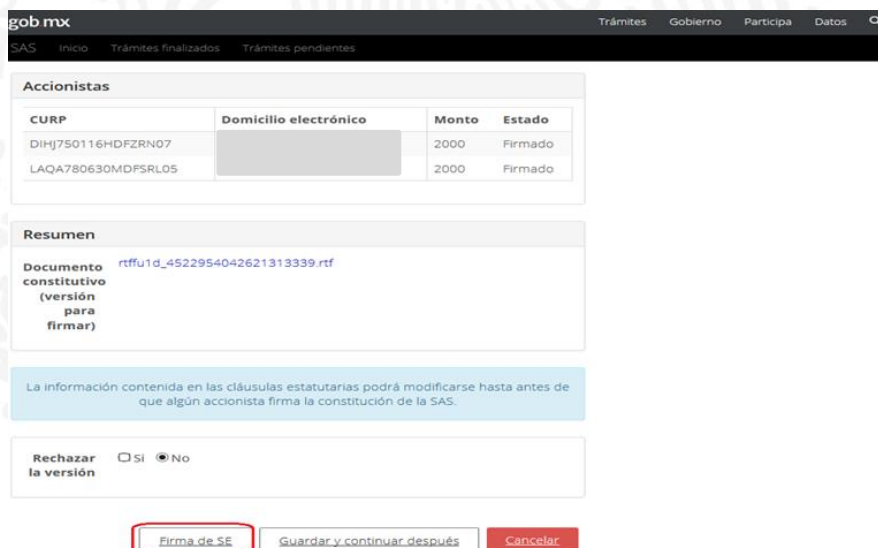 gob mx Trámites Gobierno Participa Datos
SAS Inicio Trámites finalizados Trámites pendientes
Accionistas
CURP Domicilio electrónico Monto Estado
DIHJ750116HDFZRN07 2000 Firmado
LAQA780630MDFSRL05 2000 Firmado
Resumen
Documento constitutivo (versión para firmar) rtffu1d_4522954042621313339.rtf
La información contenida en las cláusulas estatutarias podrá modificarse hasta antes de
que algún accionista firma la constitución de la SAS.
Rechazar la versión Si No
Firma de SE Guardar y continuar después Cancelar